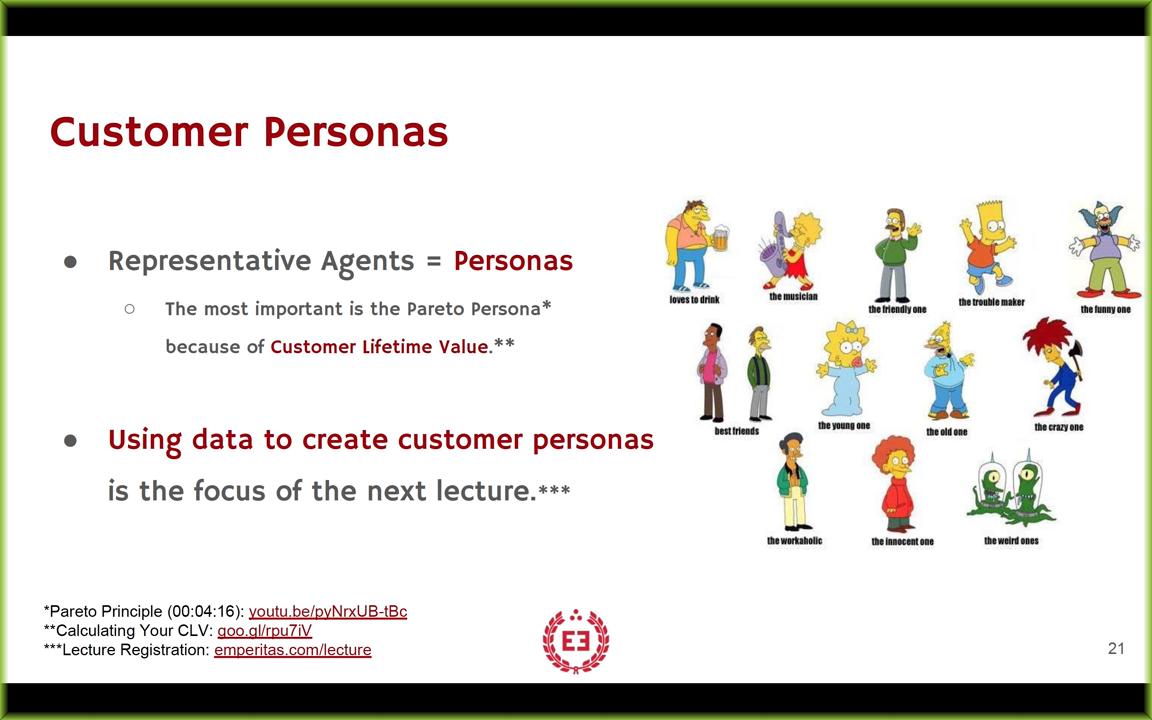 Customer Personas
● Representative Agents = Personas
○ The most important is the Pareto Persona*
because of Customer Lifetime Value.**
● Using data to create customer personas
is the focus of the next lecture.***
loves to drink
the musician
the friendly one
the trouble maker
the funny one
best friends
the young one
the old one
the crazy one
the workaholic
the innocent one
the weird ones
*Pareto Principle (00:04:16): youtu.be/pyNrxUB-tBc
**Calculating Your CLV: goo.gl/rpu7iV
***Lecture Registration: emperitas.com/lecture
21